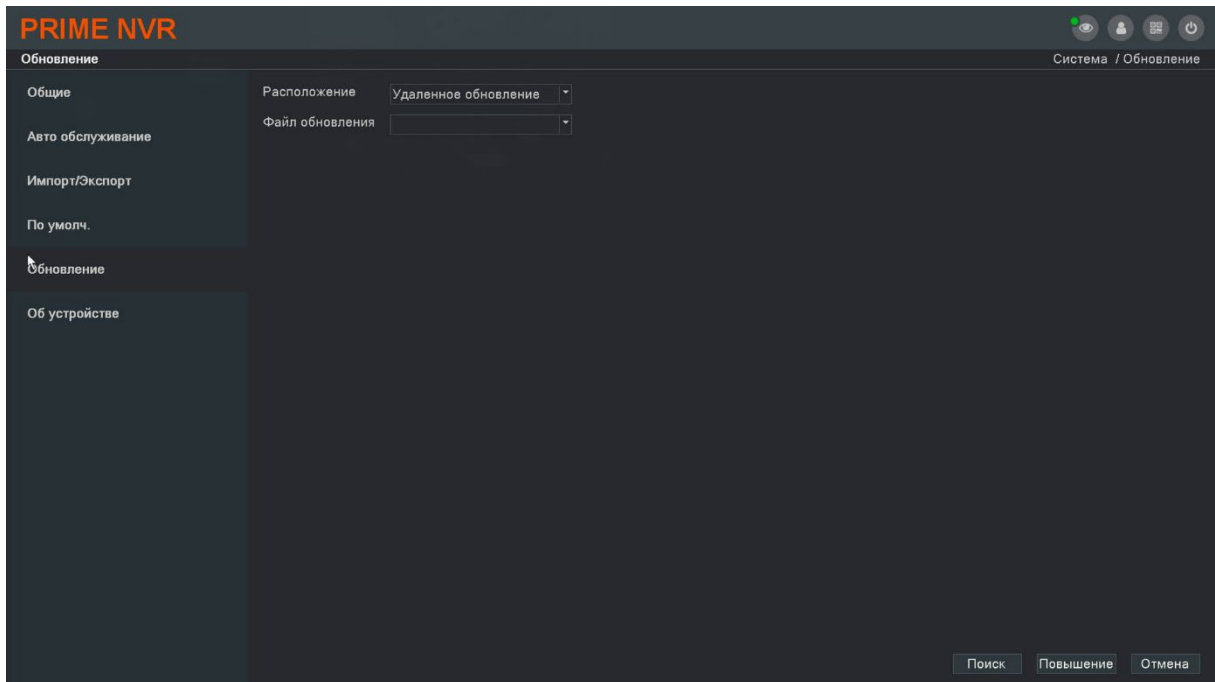 PRIME NVR
Обновление
Система / Обновление
Общие
Авто обслуживание
Импорт/Экспорт
По умолч.
Обновление
Об устройстве
Расположение Удаленное обновление
Файл обновления
Поиск Повышение Отмена